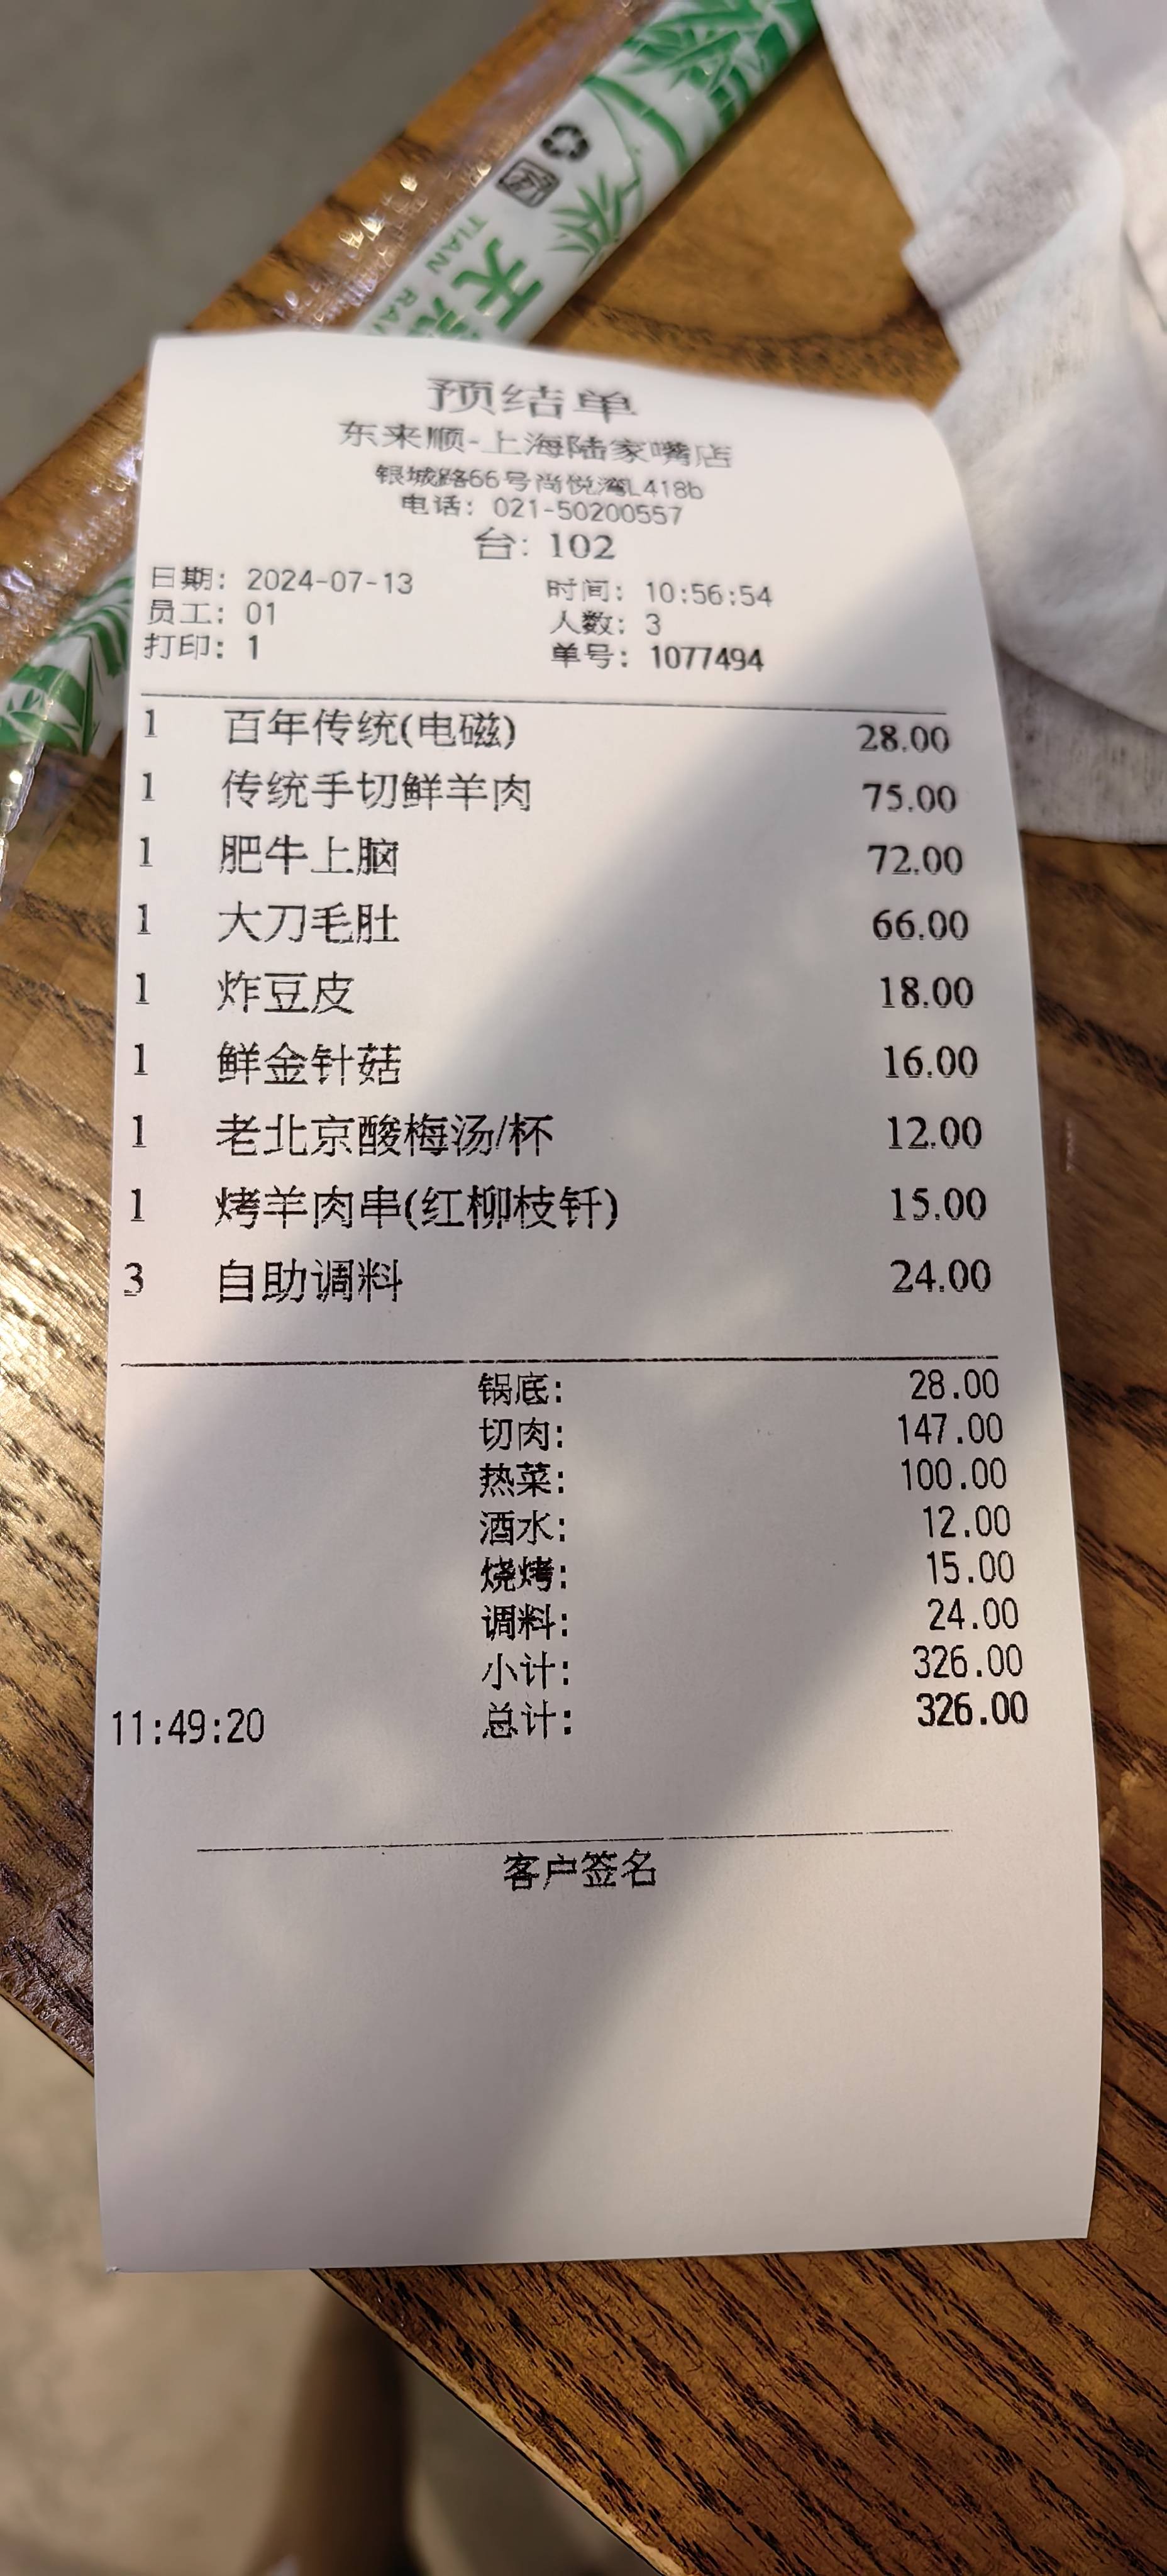 天
TIAN
预结单
东来顺-上海陆家嘴店
银城路66号尚悦湾L418b
电话: 021-50200557
台: 102
日期: 2024-07-13 时间: 10:56:54
员工: 01 人数: 3
打印: 1 单号: 1077494
1 百年传统(电磁) 28.00
1 传统手切鲜羊肉 75.00
1 肥牛上脑 72.00
1 大刀毛肚 66.00
1 炸豆皮 18.00
1 鲜金针菇 16.00
1 老北京酸梅汤/杯 12.00
1 烤羊肉串(红柳枝钎) 15.00
3 自助调料 24.00
锅底: 28.00
切肉: 147.00
热菜: 100.00
酒水: 12.00
烧烤: 15.00
调料: 24.00
小计: 326.00
11:49:20 总计: 326.00
客户签名